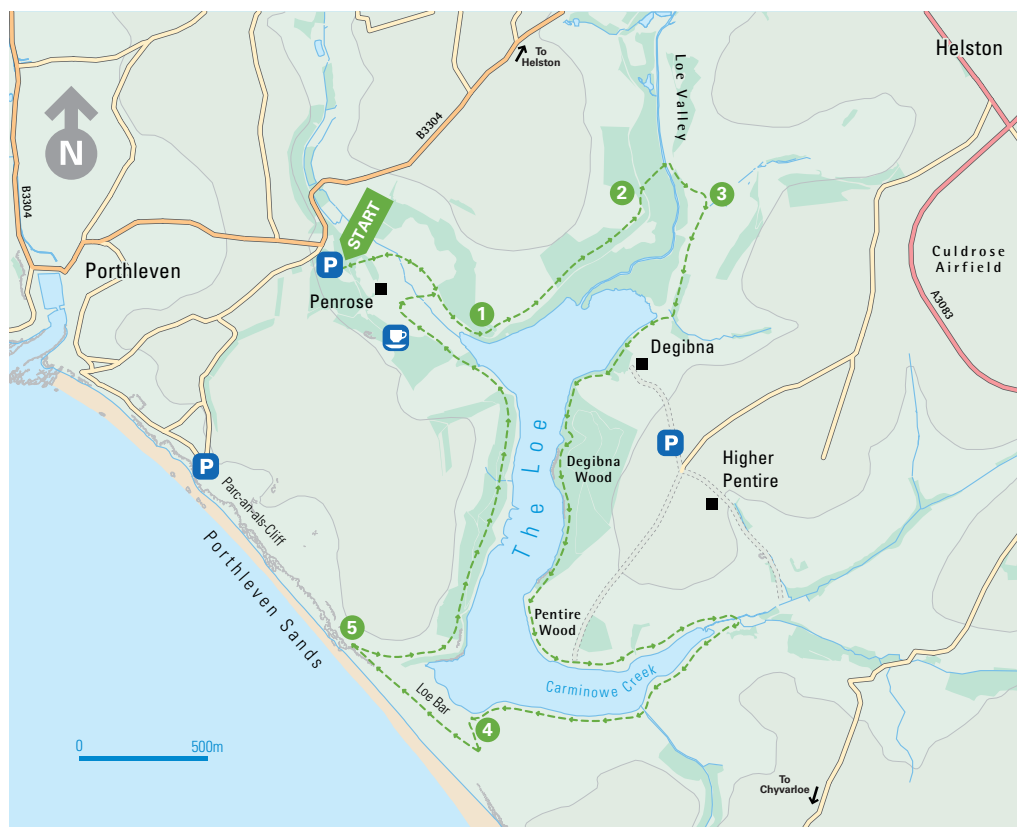 To
Helston
Helston
Loe Valley
B3304
N
B3304
2
3
START
P
Porthleven
Penrose
Culdrose
Airfield
A3083
1
Degibna
The Loe
P
Higher
Pentire
Degibna
Wood
P
Parc-an-als-Cliff
Porthleven Sands
5
Pentire
Wood
Carminowe Creek
Loe Bar
4
0
500m
To
Chyvarloe